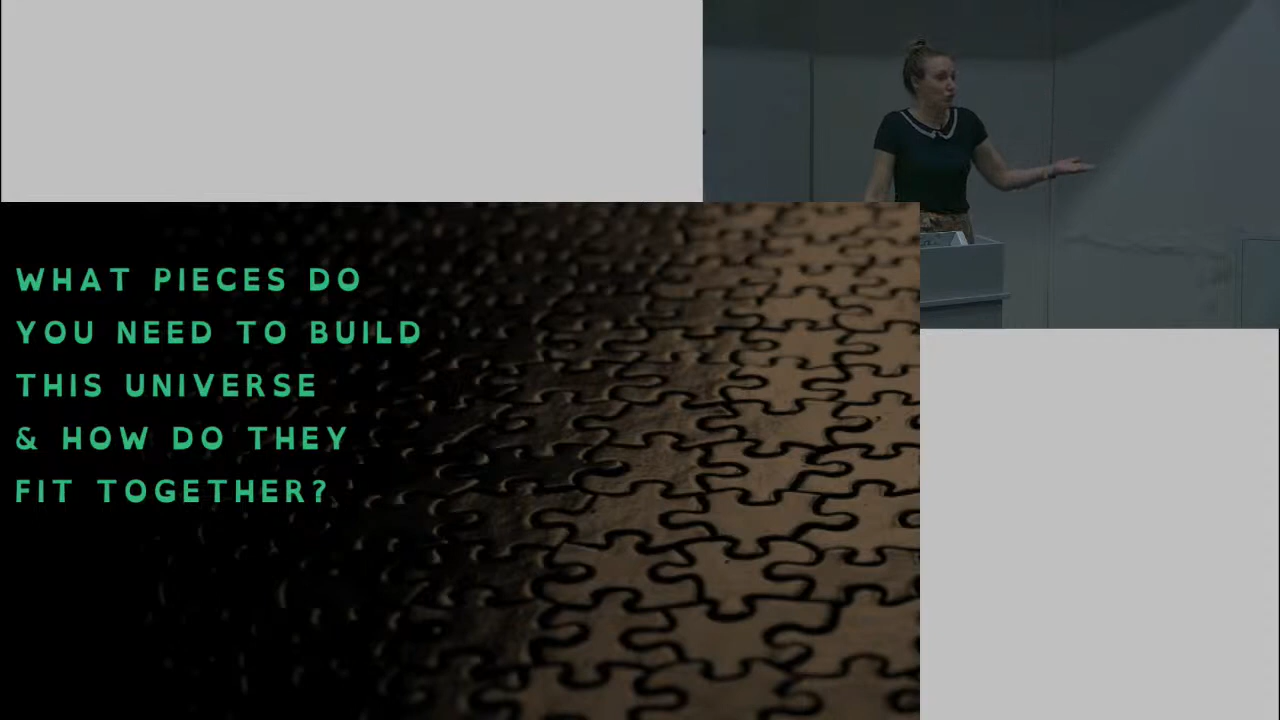 WHAT PIECES DO
YOU NEED TO BUILD
THIS UNIVERSE
& HOW DO THEY
FIT TOGETHER?